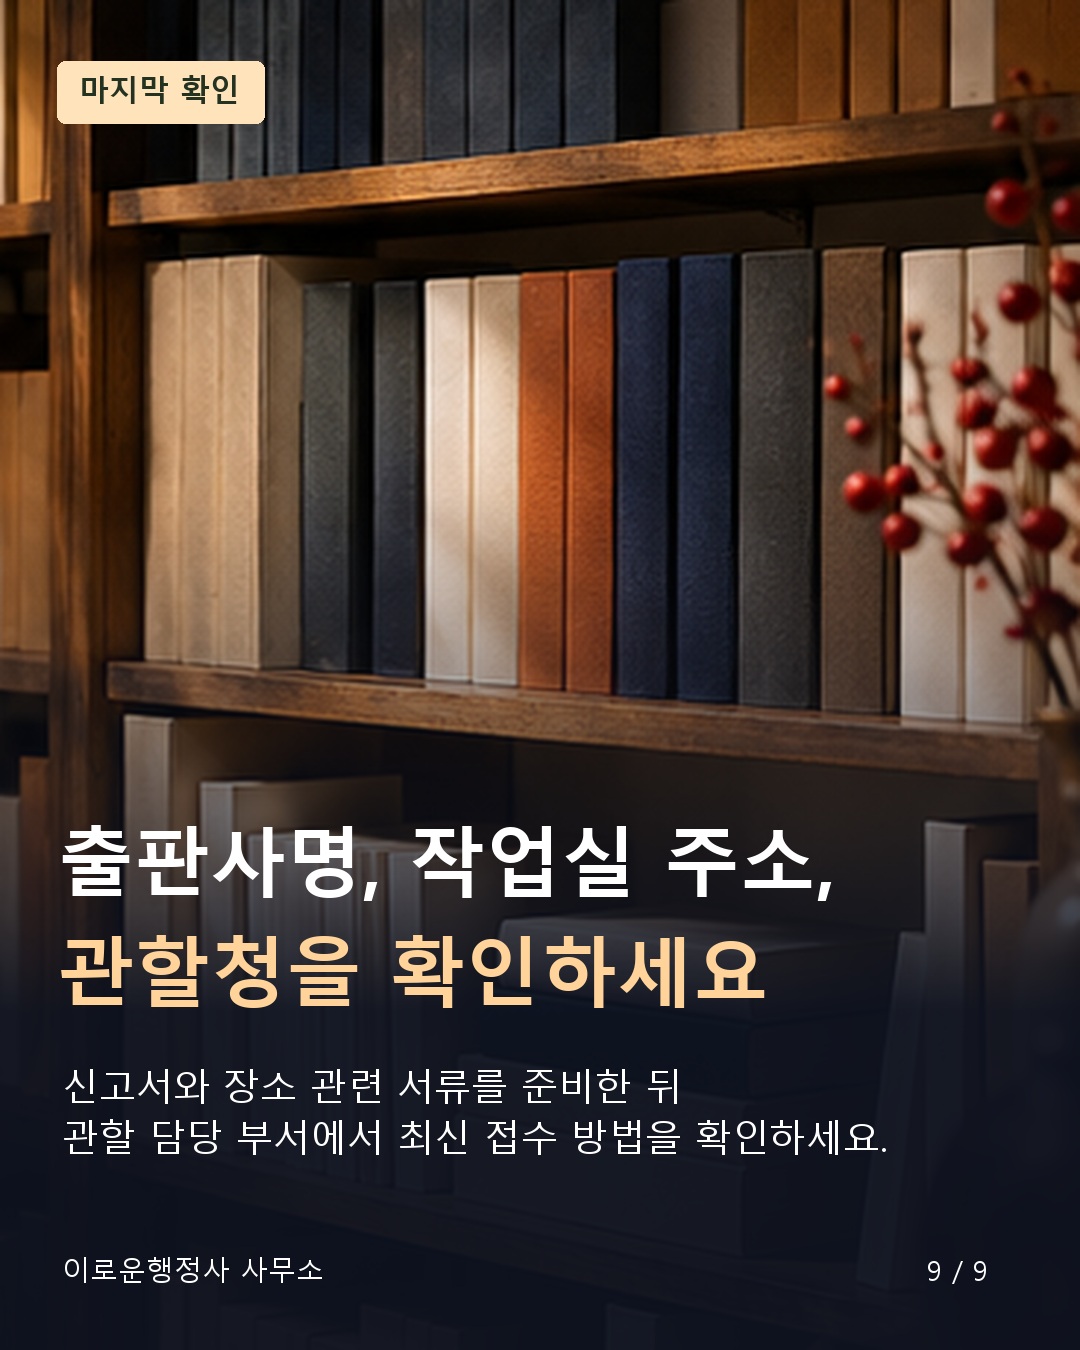 마지막 확인
출판사명, 작업실 주소,
관할청을 확인하세요
신고서와 장소 관련 서류를 준비한 뒤
관할 담당 부서에서 최신 접수 방법을 확인하세요.
이로운행정사 사무소
9 / 9